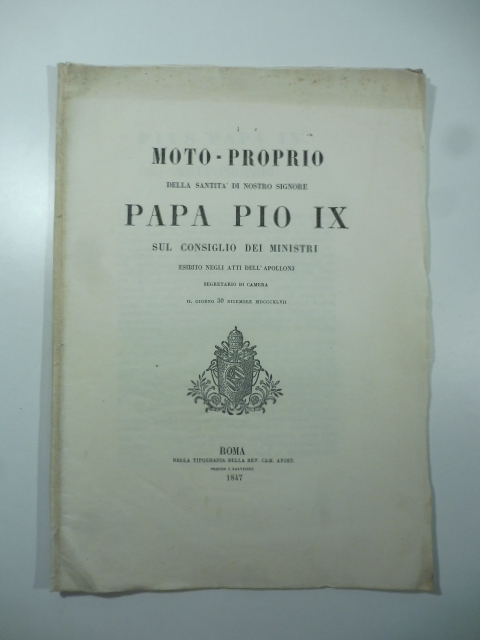 MOTO-PROPRIO
DELLA SANTITA' DI NOSTRO SIGNORE
PAPA PIO IX
SUL CONSIGLIO DEI MINISTRI
ESIBITO NEGLI ATTI DELL'APOLLONJ
SEGRETARIO DI CAMERA
IL GIORNO 30 DICEMBRE MDCCCXLVII
ROMA
NELLA TIPOGRAFIA DELLA REV. CAM. APOST.
1847